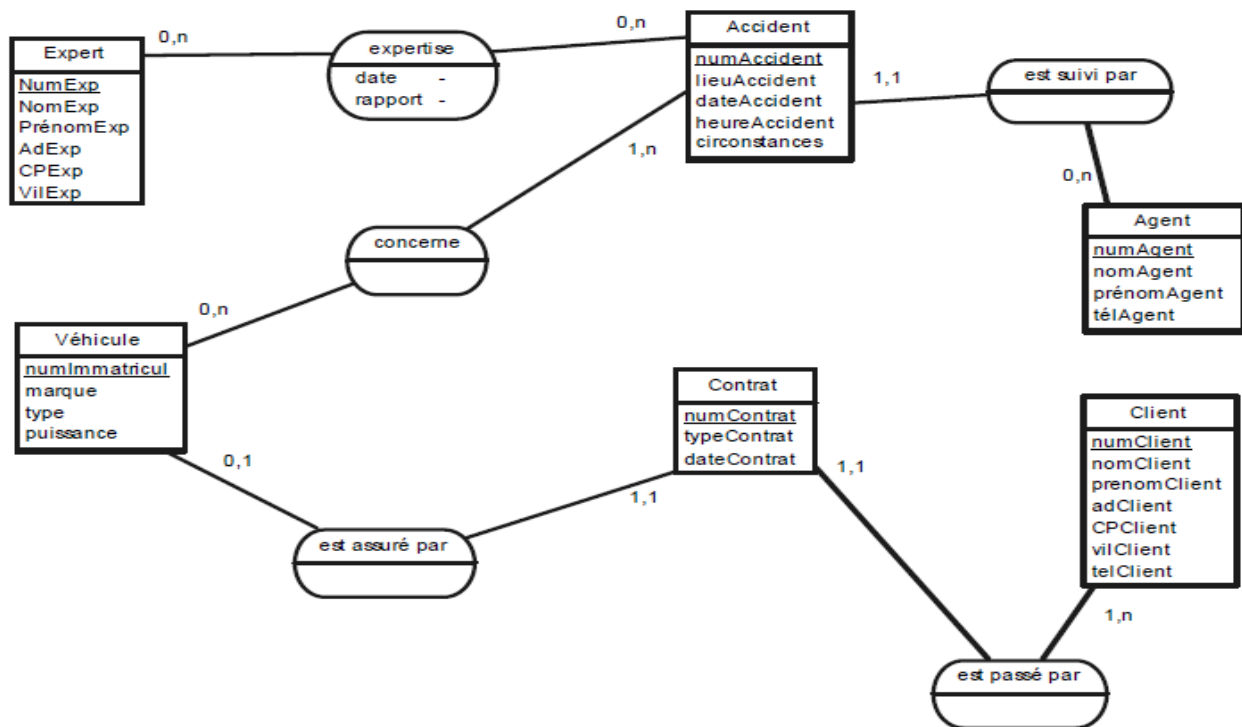 0,n
0,n
Expert
NumExp
NomExp
PrénomExp
AdExp
CPExp
VilExp
expertise
date -
rapport -
Accident
numAccident
lieuAccident
dateAccident
heureAccident
circonstances
1,1
est suivi par
1,n
0,n
concerne
0,n
Agent
numAgent
nomAgent
prénomAgent
télAgent
Véhicule
numImmatricul
marque
type
puissance
0,1
Contrat
numContrat
typeContrat
dateContrat
1,1
1,1
Client
numClient
nomClient
prenomClient
adClient
CPClient
vilClient
telClient
est assuré par
1,n
est passé par